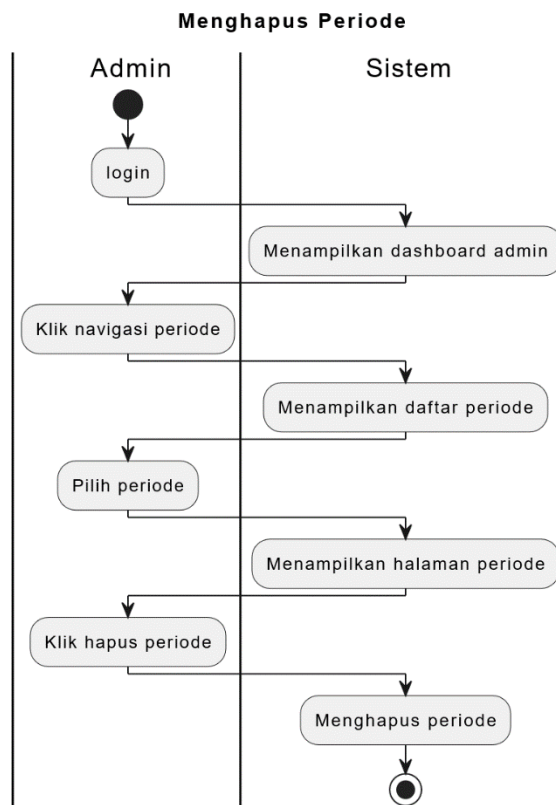 Menghapus Periode
Admin
Sistem
login
Menampilkan dashboard admin
Klik navigasi periode
Menampilkan daftar periode
Pilih periode
Menampilkan halaman periode
Klik hapus periode
Menghapus periode